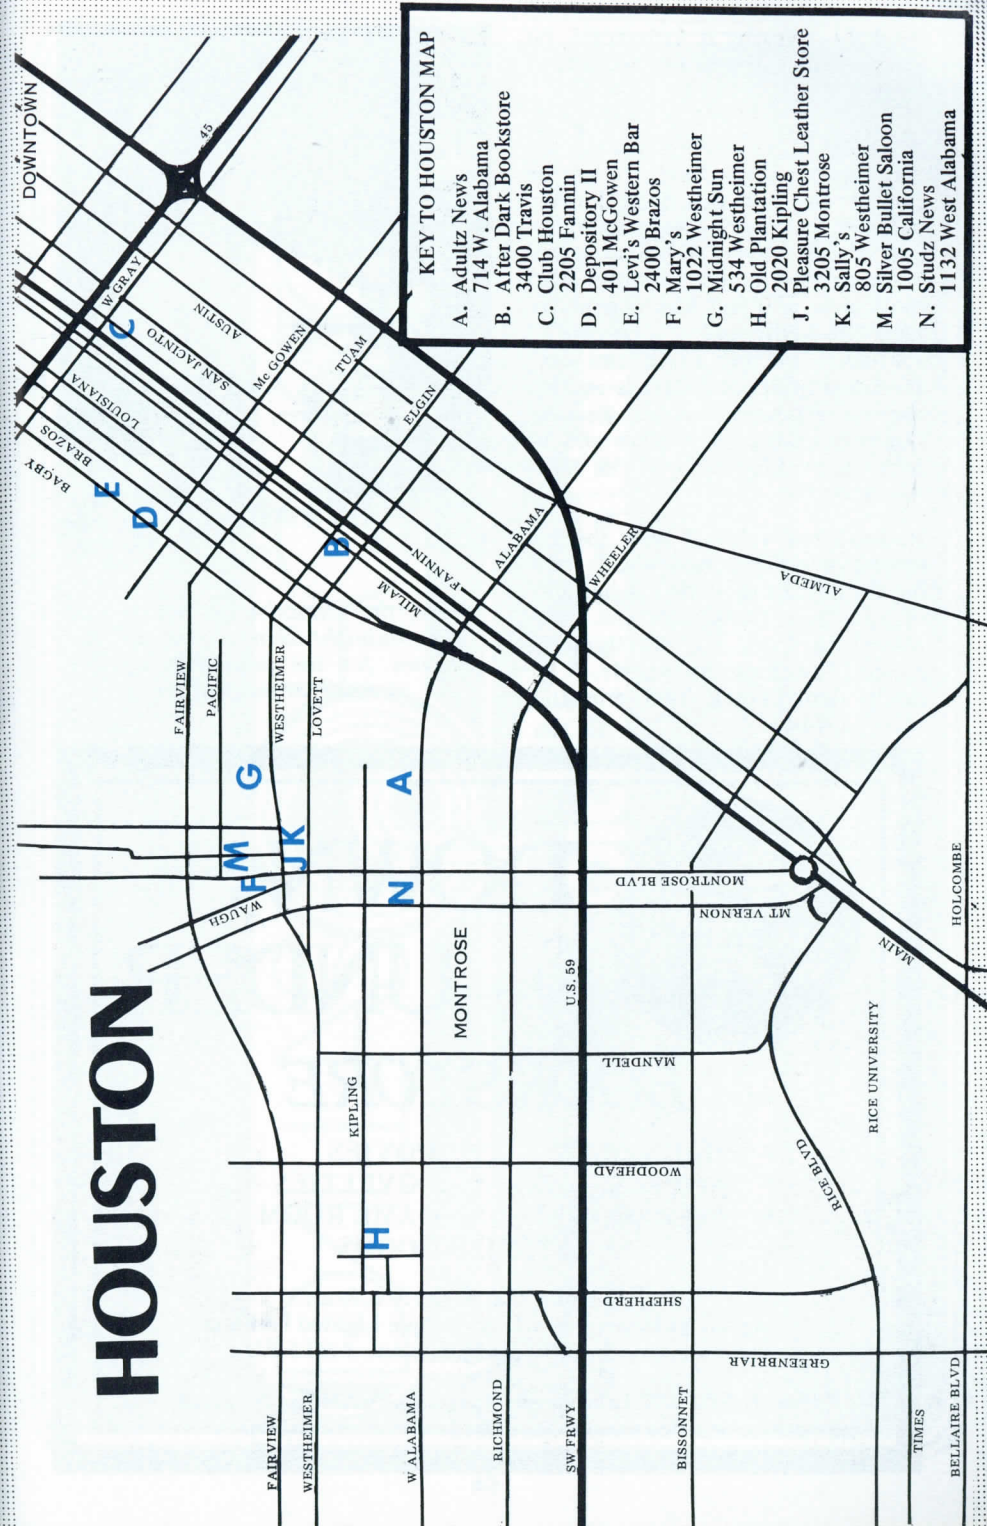 HOUSTON
DOWNTOWN
45
W GRAY
C
AUSTIN
SAN JACINTO
McGOWEN
TUAM
LOUISIANA
BRAZOS
BAGBY
E
D
ELGIN
B
FANNIN
MILAM
ALABAMA
WHEELER
ALMEDA
FAIRVIEW
PACIFIC
WESTHEIMER
LOVETT
G
A
M
F
J
K
N
WAUGH
MONTROSE BLVD
MT VERNON
MONTROSE
U.S. 59
MAIN
HOLCOMBE
MANDELL
KIPLING
RICE UNIVERSITY
WOODHEAD
RICE BLVD
H
SHEPHERD
GREENBRIAR
FAIRVIEW
WESTHEIMER
W ALABAMA
RICHMOND
SW FRWY
BISSONNET
TIMES
BELLAIRE BLVD
KEY TO HOUSTON MAP
A. Adultz News
714 W. Alabama
B. After Dark Bookstore
3400 Travis
C. Club Houston
2205 Fannin
D. Depository II
401 McGowen
E. Levi's Western Bar
2400 Brazos
F. Mary's
1022 Westheimer
G. Midnight Sun
534 Westheimer
H. Old Plantation
2020 Kipling
J. Pleasure Chest Leather Store
3205 Montrose
K. Sally's
805 Westheimer
M. Silver Bullet Saloon
1005 California
N. Studz News
1132 West Alabama